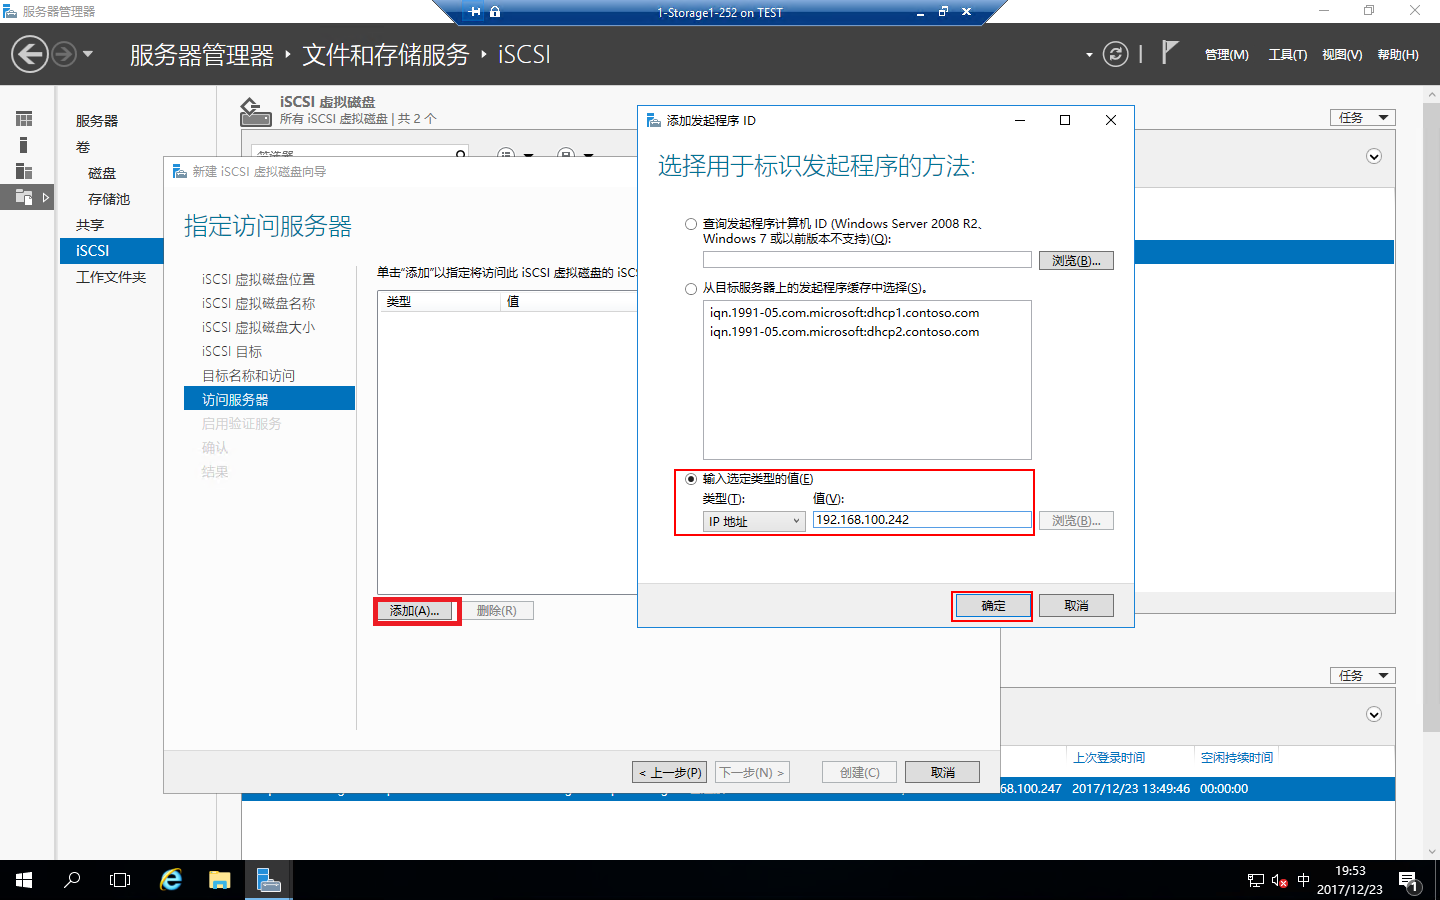 服务器管理器
1-Storage1-252 on TEST
服务器管理器 ‣ 文件和存储服务 ‣ iSCSI
管理(M) 工具(T) 视图(V) 帮助(H)
服务器
卷
磁盘
存储池
共享
iSCSI
工作文件夹
iSCSI 虚拟磁盘
所有 iSCSI 虚拟磁盘 | 共 2 个
任务
筛选器
新建 iSCSI 虚拟磁盘向导
指定访问服务器
iSCSI 虚拟磁盘位置
iSCSI 虚拟磁盘名称
iSCSI 虚拟磁盘大小
iSCSI 目标
目标名称和访问
访问服务器
启用验证服务
确认
结果
单击“添加”以指定将访问此 iSCSI 虚拟磁盘的 iSC
类型 值
添加(A)... 删除(R)
< 上一步(P) 下一步(N) > 创建(C) 取消
添加发起程序 ID
选择用于标识发起程序的方法:
查询发起程序计算机 ID (Windows Server 2008 R2、
Windows 7 或以前版本不支持)(Q):
浏览(B)...
从目标服务器上的发起程序缓存中选择(S)。
iqn.1991-05.com.microsoft:dhcp1.contoso.com
iqn.1991-05.com.microsoft:dhcp2.contoso.com
输入选定类型的值(E)
类型(T): 值(V):
IP 地址 192.168.100.242 浏览(B)...
确定 取消
任务
上次登录时间 空闲持续时间
68.100.247 2017/12/23 13:49:46 00:00:00
中
19:53
2017/12/23
1